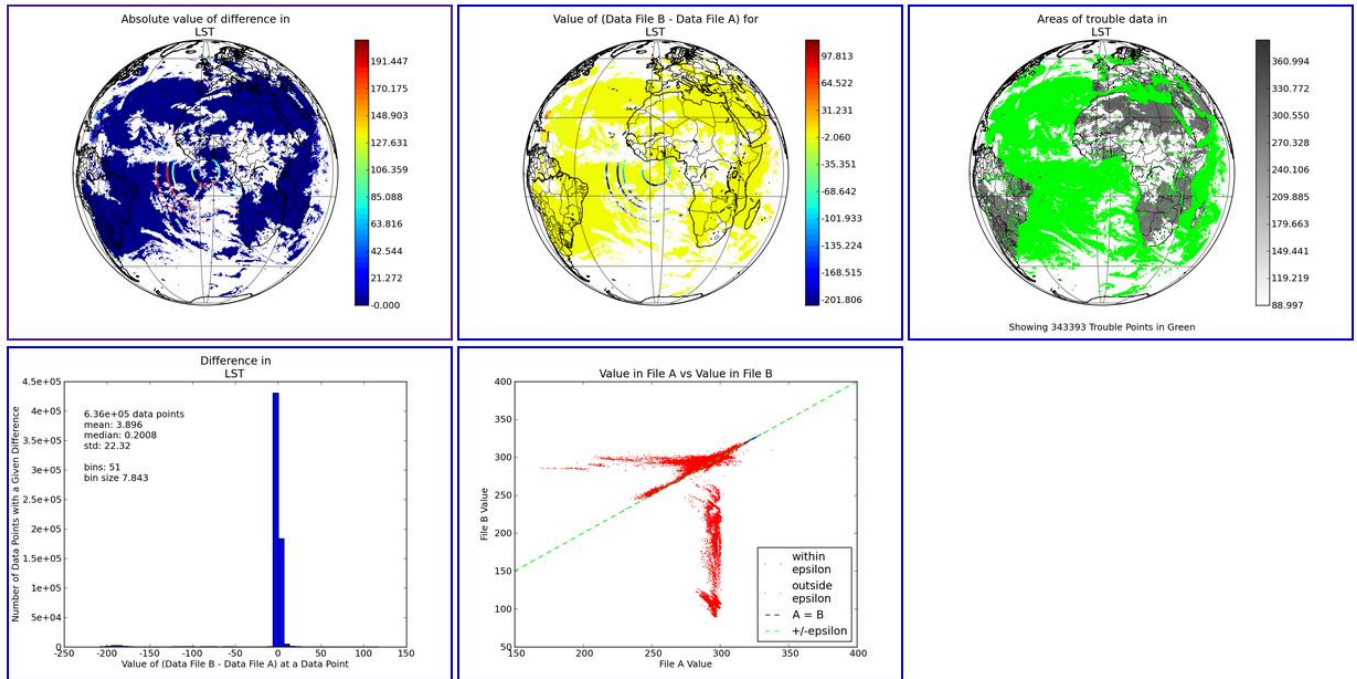 Absolute value of difference in
LST
191.447
170.175
148.903
127.631
106.359
85.088
63.816
42.544
21.272
-0.000
Value of (Data File B - Data File A) for
LST
97.813
64.522
31.231
-2.060
-35.351
-68.642
-101.933
-135.224
-168.515
-201.806
Areas of trouble data in
LST
360.994
330.772
300.550
270.328
240.106
209.885
179.663
149.441
119.219
88.997
Showing 343393 Trouble Points in Green
Difference in
LST
Number of Data Points with a Given Difference
4.5e+05
4e+05
3.5e+05
3e+05
2.5e+05
2e+05
1.5e+05
1e+05
5e+04
0
6.36e+05 data points
mean: 3.896
median: 0.2008
std: 22.32
bins: 51
bin size 7.843
-250 -200 -150 -100 -50 0 50 100 150
Value of (Data File B - Data File A) at a Data Point
Value in File A vs Value in File B
File B Value
400
350
300
250
200
150
100
50
within
epsilon
outside
epsilon
A = B
+/-epsilon
150 200 250 300 350 400
File A Value